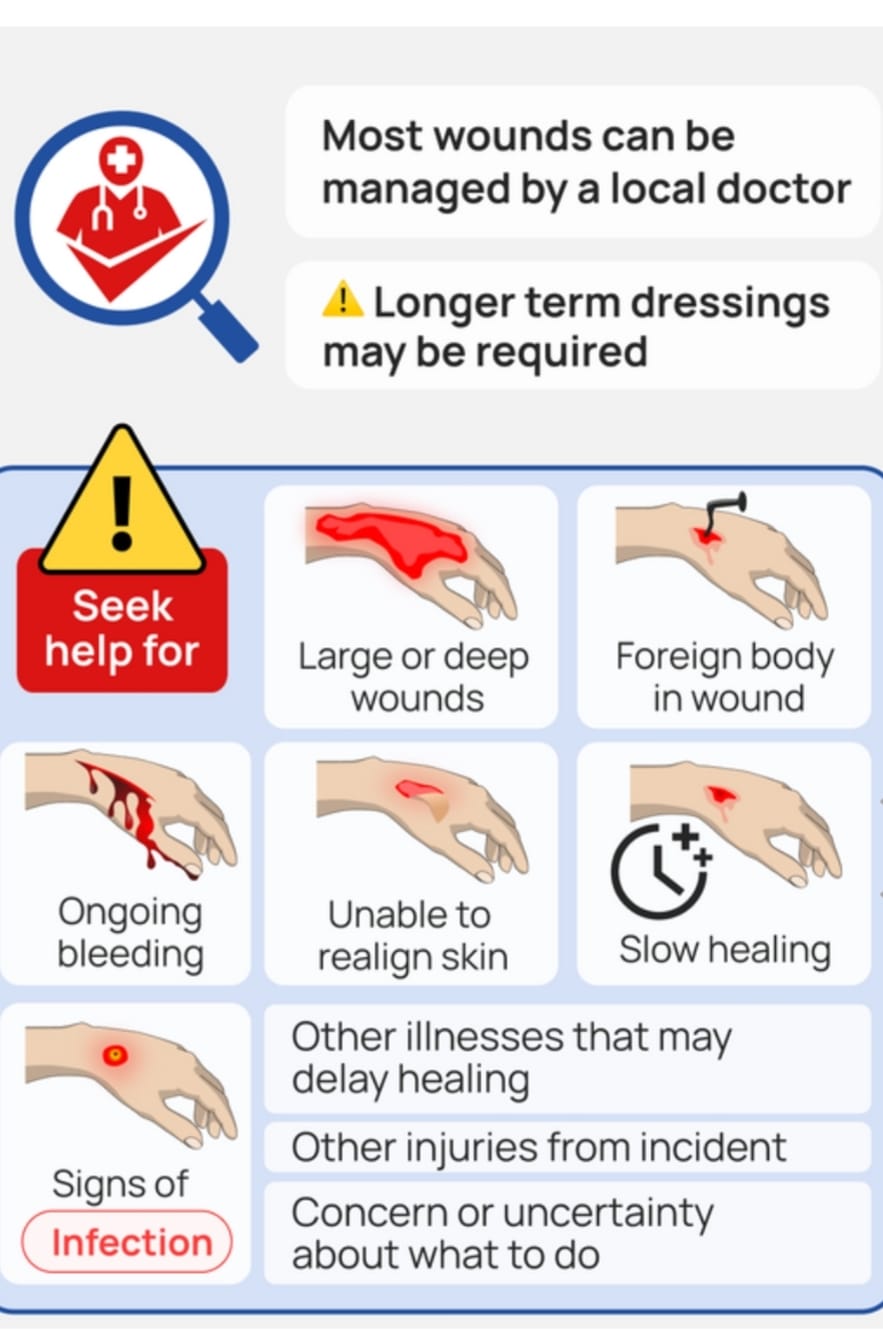 Most wounds can be
managed by a local doctor
Longer term dressings
may be required
Seek
help for
Large or deep
wounds
Foreign body
in wound
Ongoing
bleeding
Unable to
realign skin
Slow healing
Signs of
Infection
Other illnesses that may
delay healing
Other injuries from incident
Concern or uncertainty
about what to do